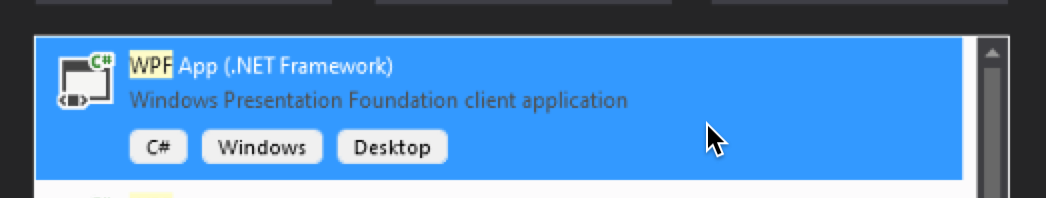 C#
WPF App (.NET Framework)
Windows Presentation Foundation client application
C# Windows Desktop